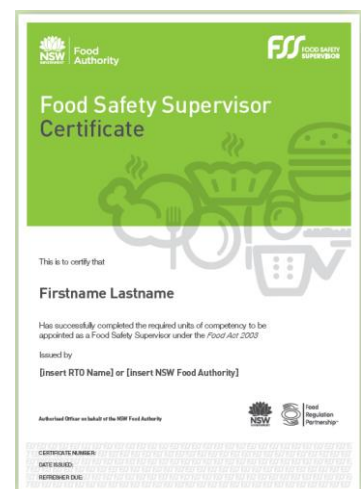 NSW
GOVERNMENT
Food
Authority
FSS FOOD SAFETY
SUPERVISOR
Food Safety Supervisor
Certificate
This is to certify that
Firstname Lastname
Has successfully completed the required units of competency to be
appointed as a Food Safety Supervisor under the Food Act 2003
Issued by
[insert RTO Name] or [insert NSW Food Authority]
Authorised Officer on behalf of the NSW Food Authority
NSW
GOVERNMENT
Food
Regulation
Partnership
CERTIFICATE NUMBER:
DATE ISSUED:
REFRESHER DUE: